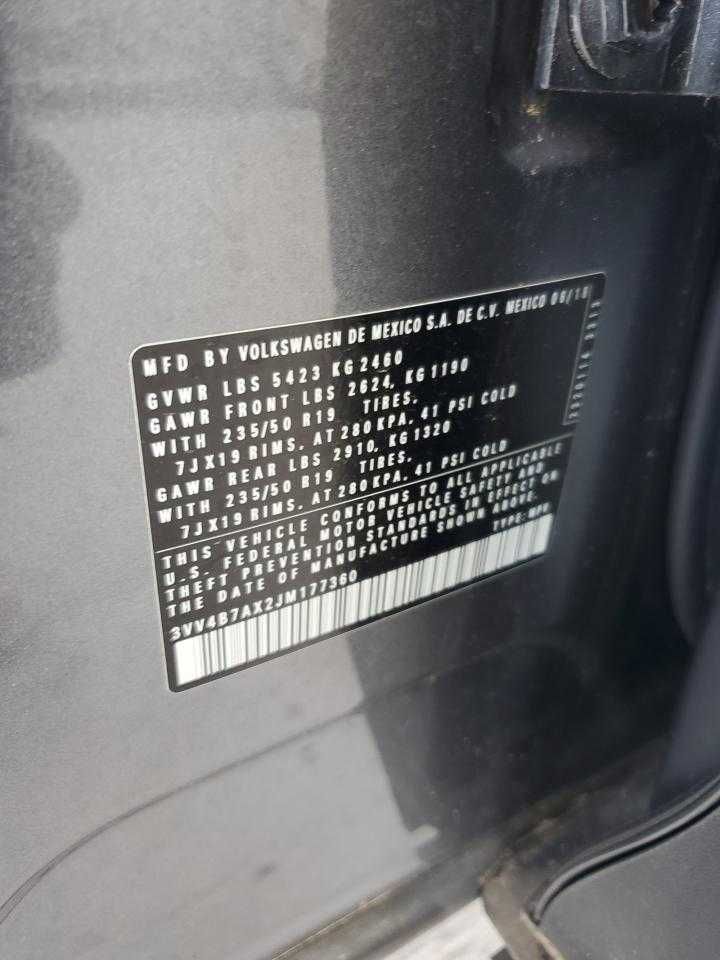 MFD BY VOLKSWAGEN DE MEXICO S.A. DE C.V. MEXICO 06/18
GVWR LBS 5423 KG 2460
GAWR FRONT LBS 2624, KG 1190
WITH 235/50 R19 TIRES,
7JX19 RIMS, AT 280 KPA, 41 PSI COLD
GAWR REAR LBS 2910, KG 1320
WITH 235/50 R19 TIRES,
7JX19 RIMS, AT 280 KPA, 41 PSI COLD
THIS VEHICLE CONFORMS TO ALL APPLICABLE
U.S. FEDERAL MOTOR VEHICLE SAFETY AND
THEFT PREVENTION STANDARDS IN EFFECT ON
THE DATE OF MANUFACTURE SHOWN ABOVE.
3VV4B7AX2JM177360 TYPE: MPV